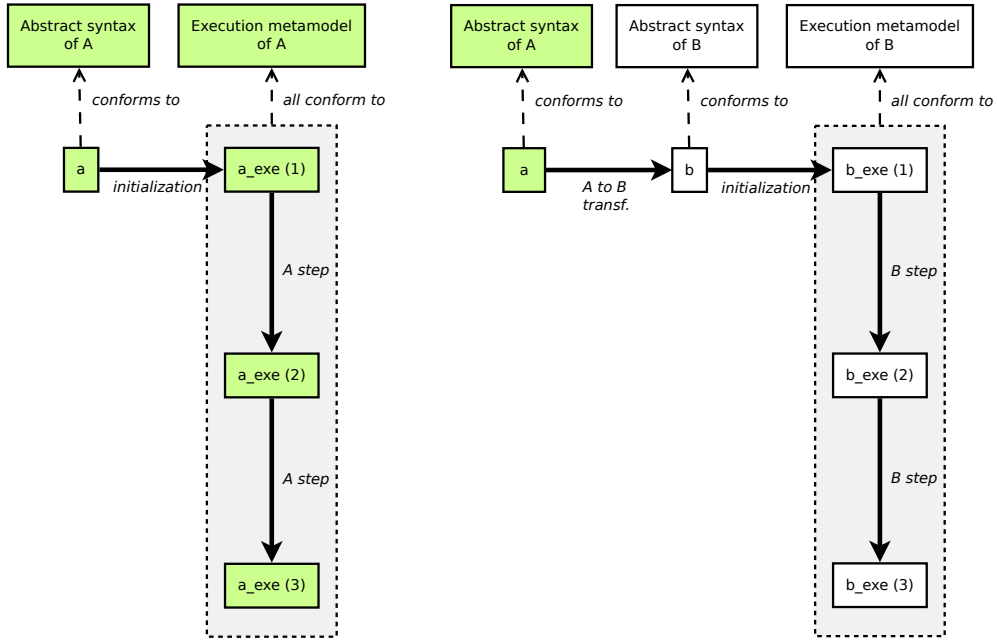 Abstract syntax
of A
Execution metamodel
of A
conforms to
all conform to
a
initialization
a_exe (1)
A step
a_exe (2)
A step
a_exe (3)
Abstract syntax
of A
Abstract syntax
of B
Execution metamodel
of B
conforms to
conforms to
all conform to
a
A to B
transf.
b
initialization
b_exe (1)
B step
b_exe (2)
B step
b_exe (3)